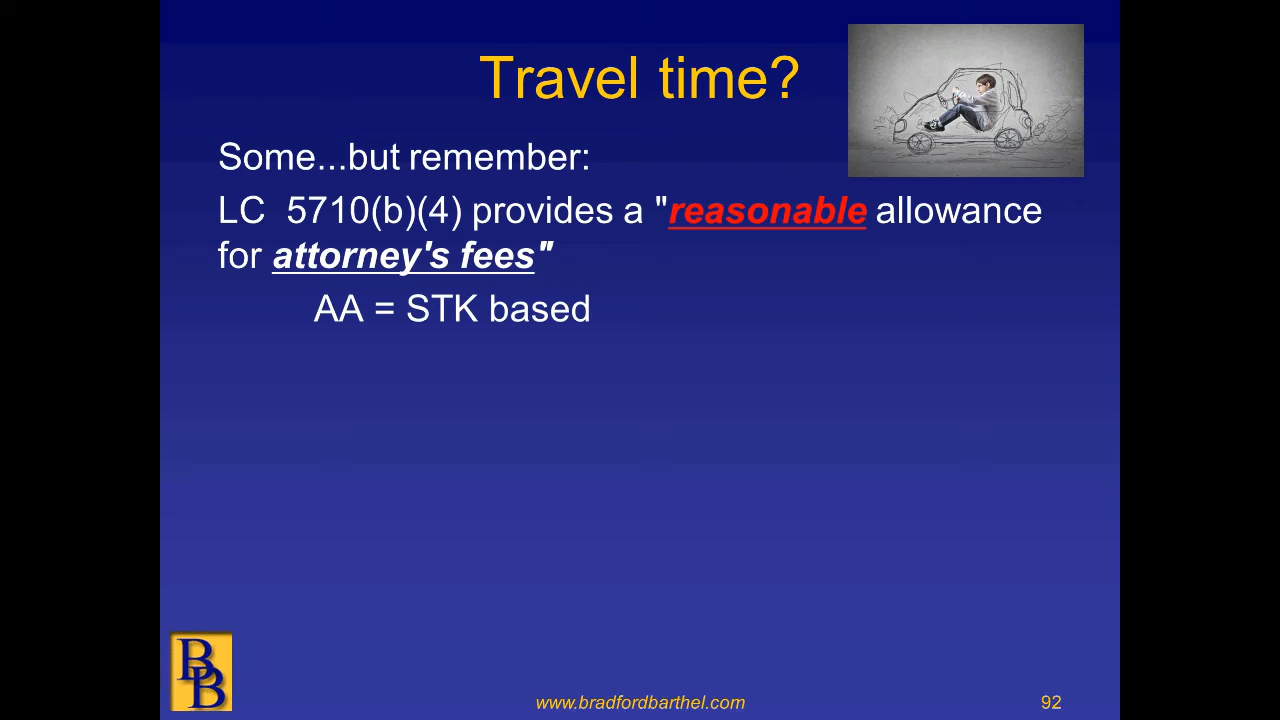 Travel time?
Some...but remember:
LC  5710(b)(4) provides a "reasonable allowance
for attorney's fees"
AA = STK based
BB
www.bradfordbarthel.com
92